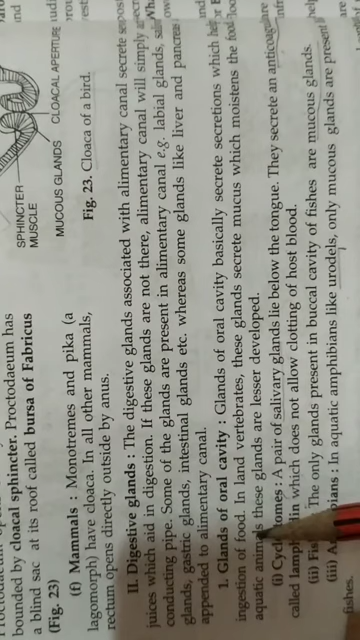 bounded by cloacal sphincter. Proctodaeum has
a blind sac at its roof called bursa of Fabricus
(Fig. 23)
(f) Mammals : Monotremes and pika (a
lagomorph) have cloaca. In all other mammals,
rectum opens directly outside by anus.
SPHINCTER
MUSCLE
MUCOUS GLANDS
CLOACAL APERTURE
Fig. 23. Cloaca of a bird.
II. Digestive glands : The digestive glands associated with alimentary canal secrete
juices which aid in digestion. If these glands are not there, alimentary canal will simply
conducting pipe. Some of the glands are present in alimentary canal e.g. labial glands,
glands, gastric glands, intestinal glands etc. whereas some glands like liver and pancreas
appended to alimentary canal.
1. Glands of oral cavity : Glands of oral cavity basically secrete secretions which
ingestion of food. In land vertebrates, these glands secrete mucus which moistens the food
aquatic animals these glands are lesser developed.
(i) : A pair of salivary glands lie below the tongue. They secrete an
called which does not allow clotting of host blood.
(ii) The only glands present in buccal cavity of fishes are mucous glands.
(iii) : In aquatic amphibians like urodels, only mucous glands are present
fishes.